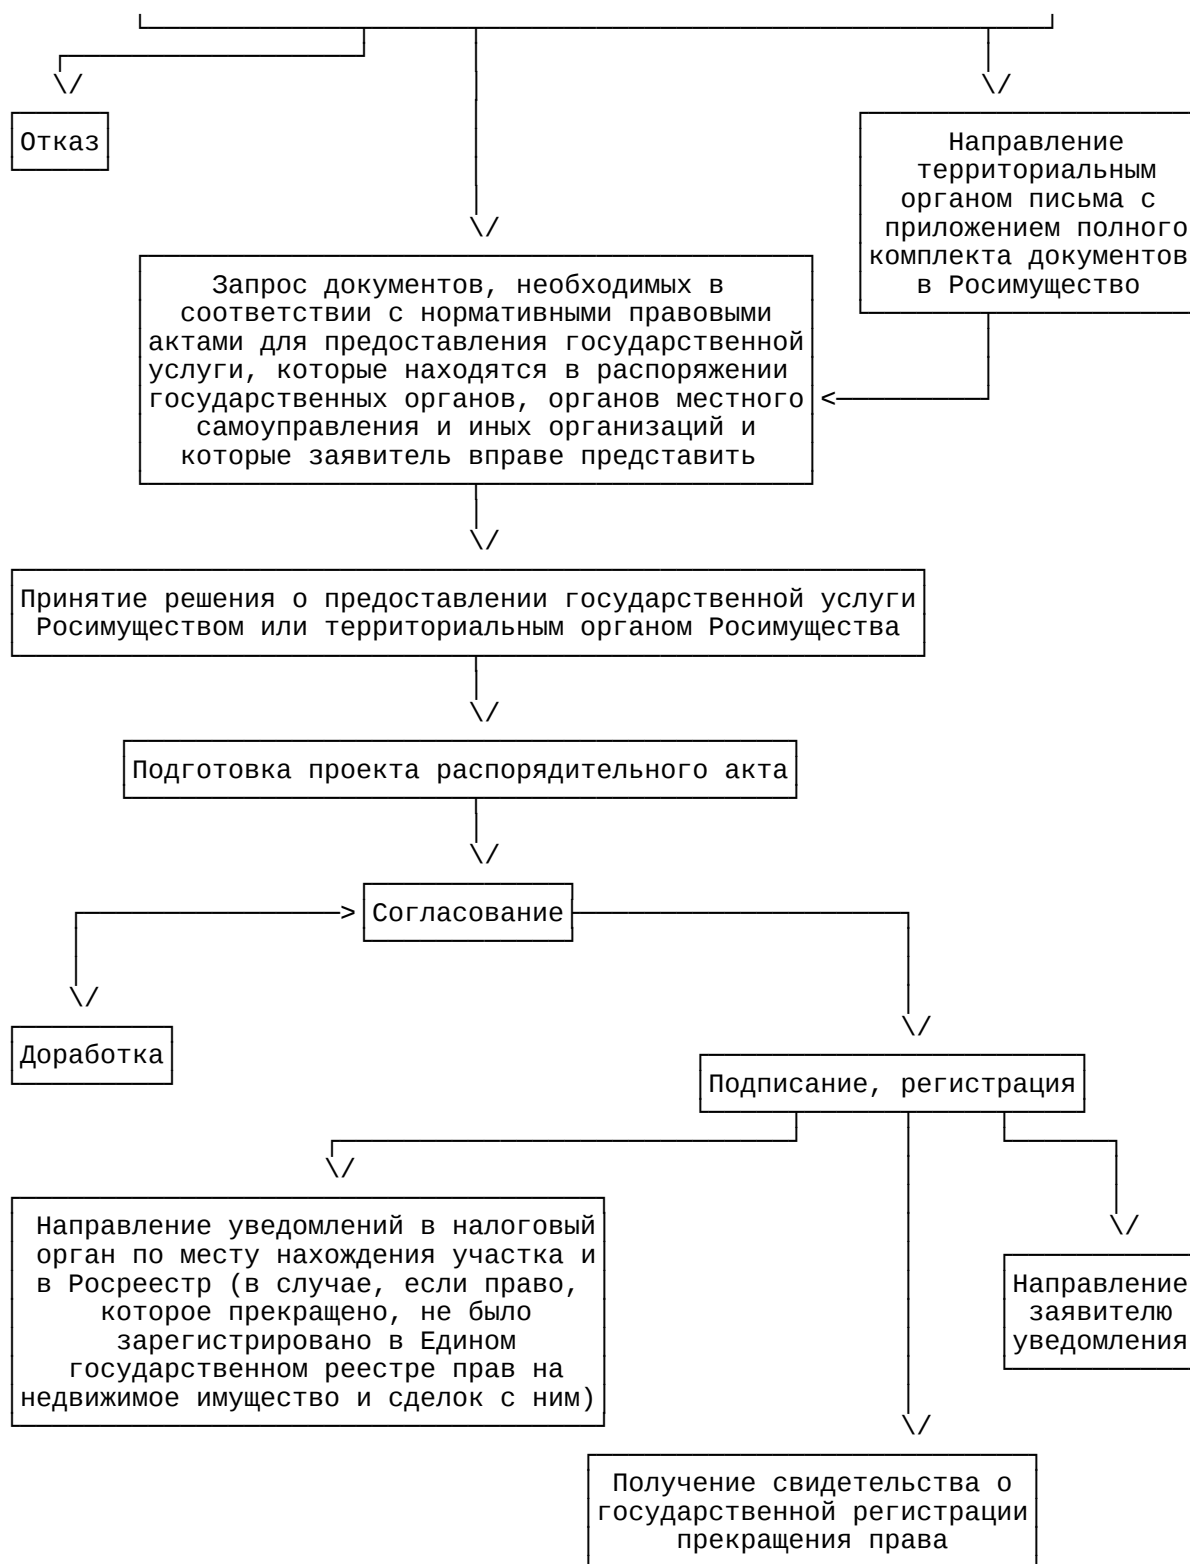 Отказ
Направление
территориальным
органом письма с
приложением полного
комплекта документов
в Росимущество
Запрос документов, необходимых в
соответствии с нормативными правовыми
актами для предоставления государственной
услуги, которые находятся в распоряжении
государственных органов, органов местного
самоуправления и иных организаций и
которые заявитель вправе представить
Принятие решения о предоставлении государственной услуги
Росимуществом или территориальным органом Росимущества
Подготовка проекта распорядительного акта
Согласование
Доработка
Подписание, регистрация
Направление уведомлений в налоговый
орган по месту нахождения участка и
в Росреестр (в случае, если право,
которое прекращено, не было
зарегистрировано в Едином
государственном реестре прав на
недвижимое имущество и сделок с ним)
Направление
заявителю
уведомления
Получение свидетельства о
государственной регистрации
прекращения права